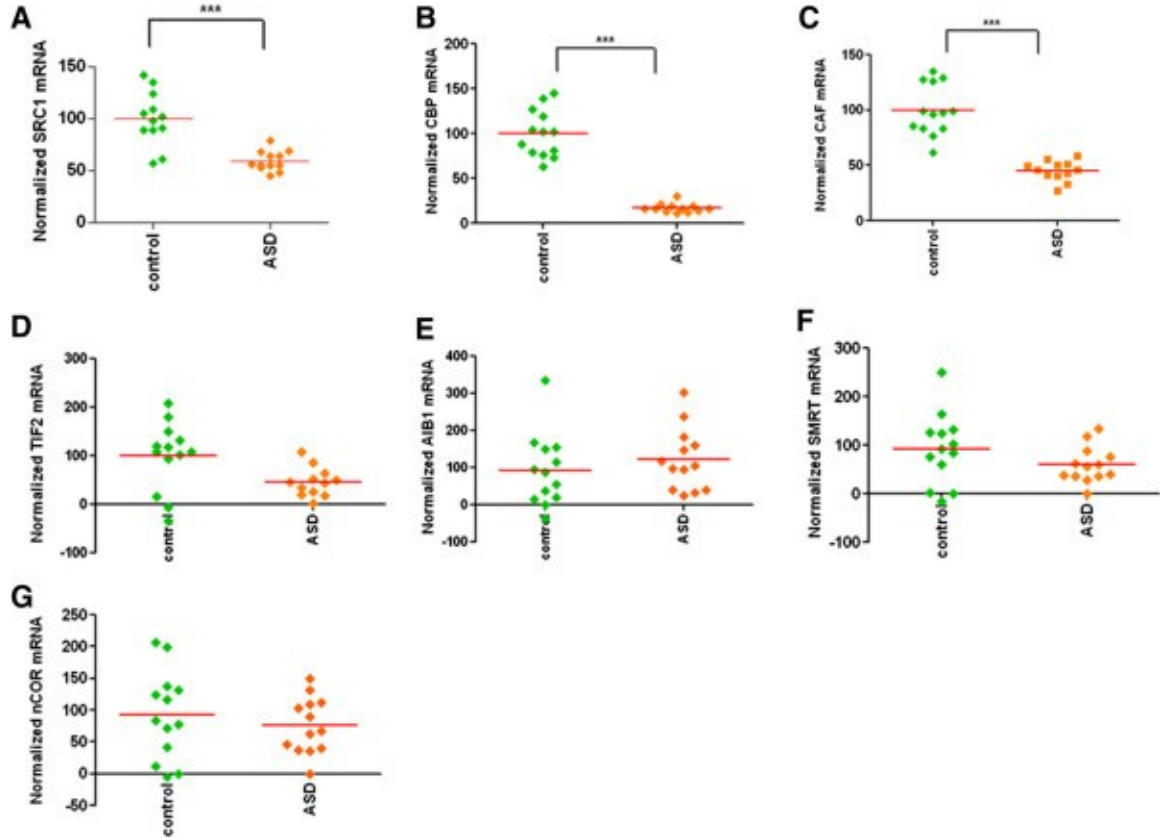 A
***
Normalized SRC1 mRNA
150
100
50
0
control
ASD
B
***
Normalized CBP mRNA
200
150
100
50
0
control
ASD
C
***
Normalized CAF mRNA
150
100
50
0
control
ASD
D
Normalized TIF2 mRNA
300
200
100
0
-100
control
ASD
E
Normalized AIB1 mRNA
400
300
200
100
0
-100
control
ASD
F
Normalized SMRT mRNA
300
200
100
0
-100
control
ASD
G
Normalized nCOR mRNA
250
200
150
100
50
0
-50
control
ASD